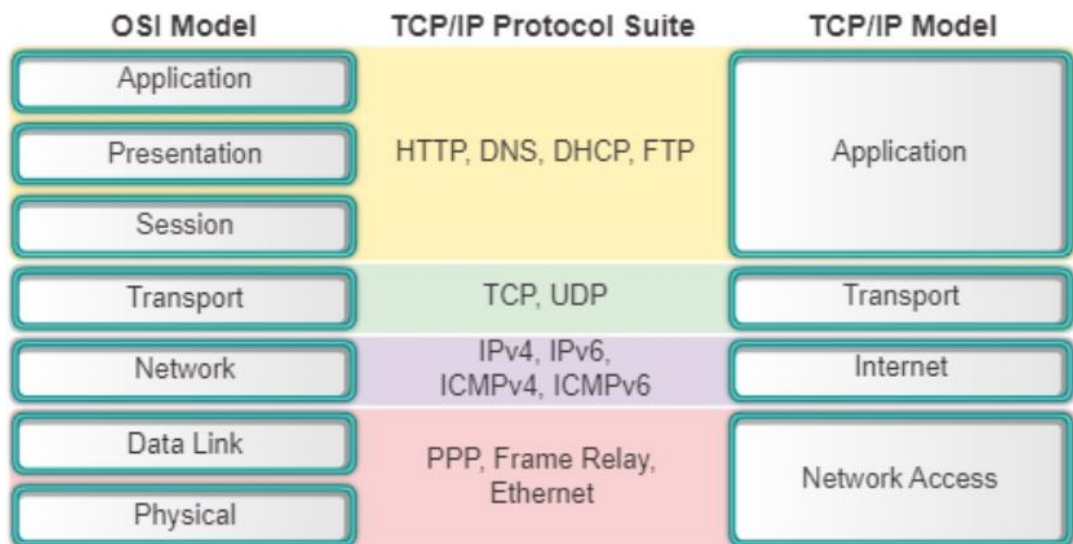 OSI Model TCP/IP Protocol Suite TCP/IP Model
Application
Presentation HTTP, DNS, DHCP, FTP Application
Session
Transport TCP, UDP Transport
Network IPv4, IPv6, Internet
ICMPv4, ICMPv6
Data Link PPP, Frame Relay, Network Access
Ethernet
Physical